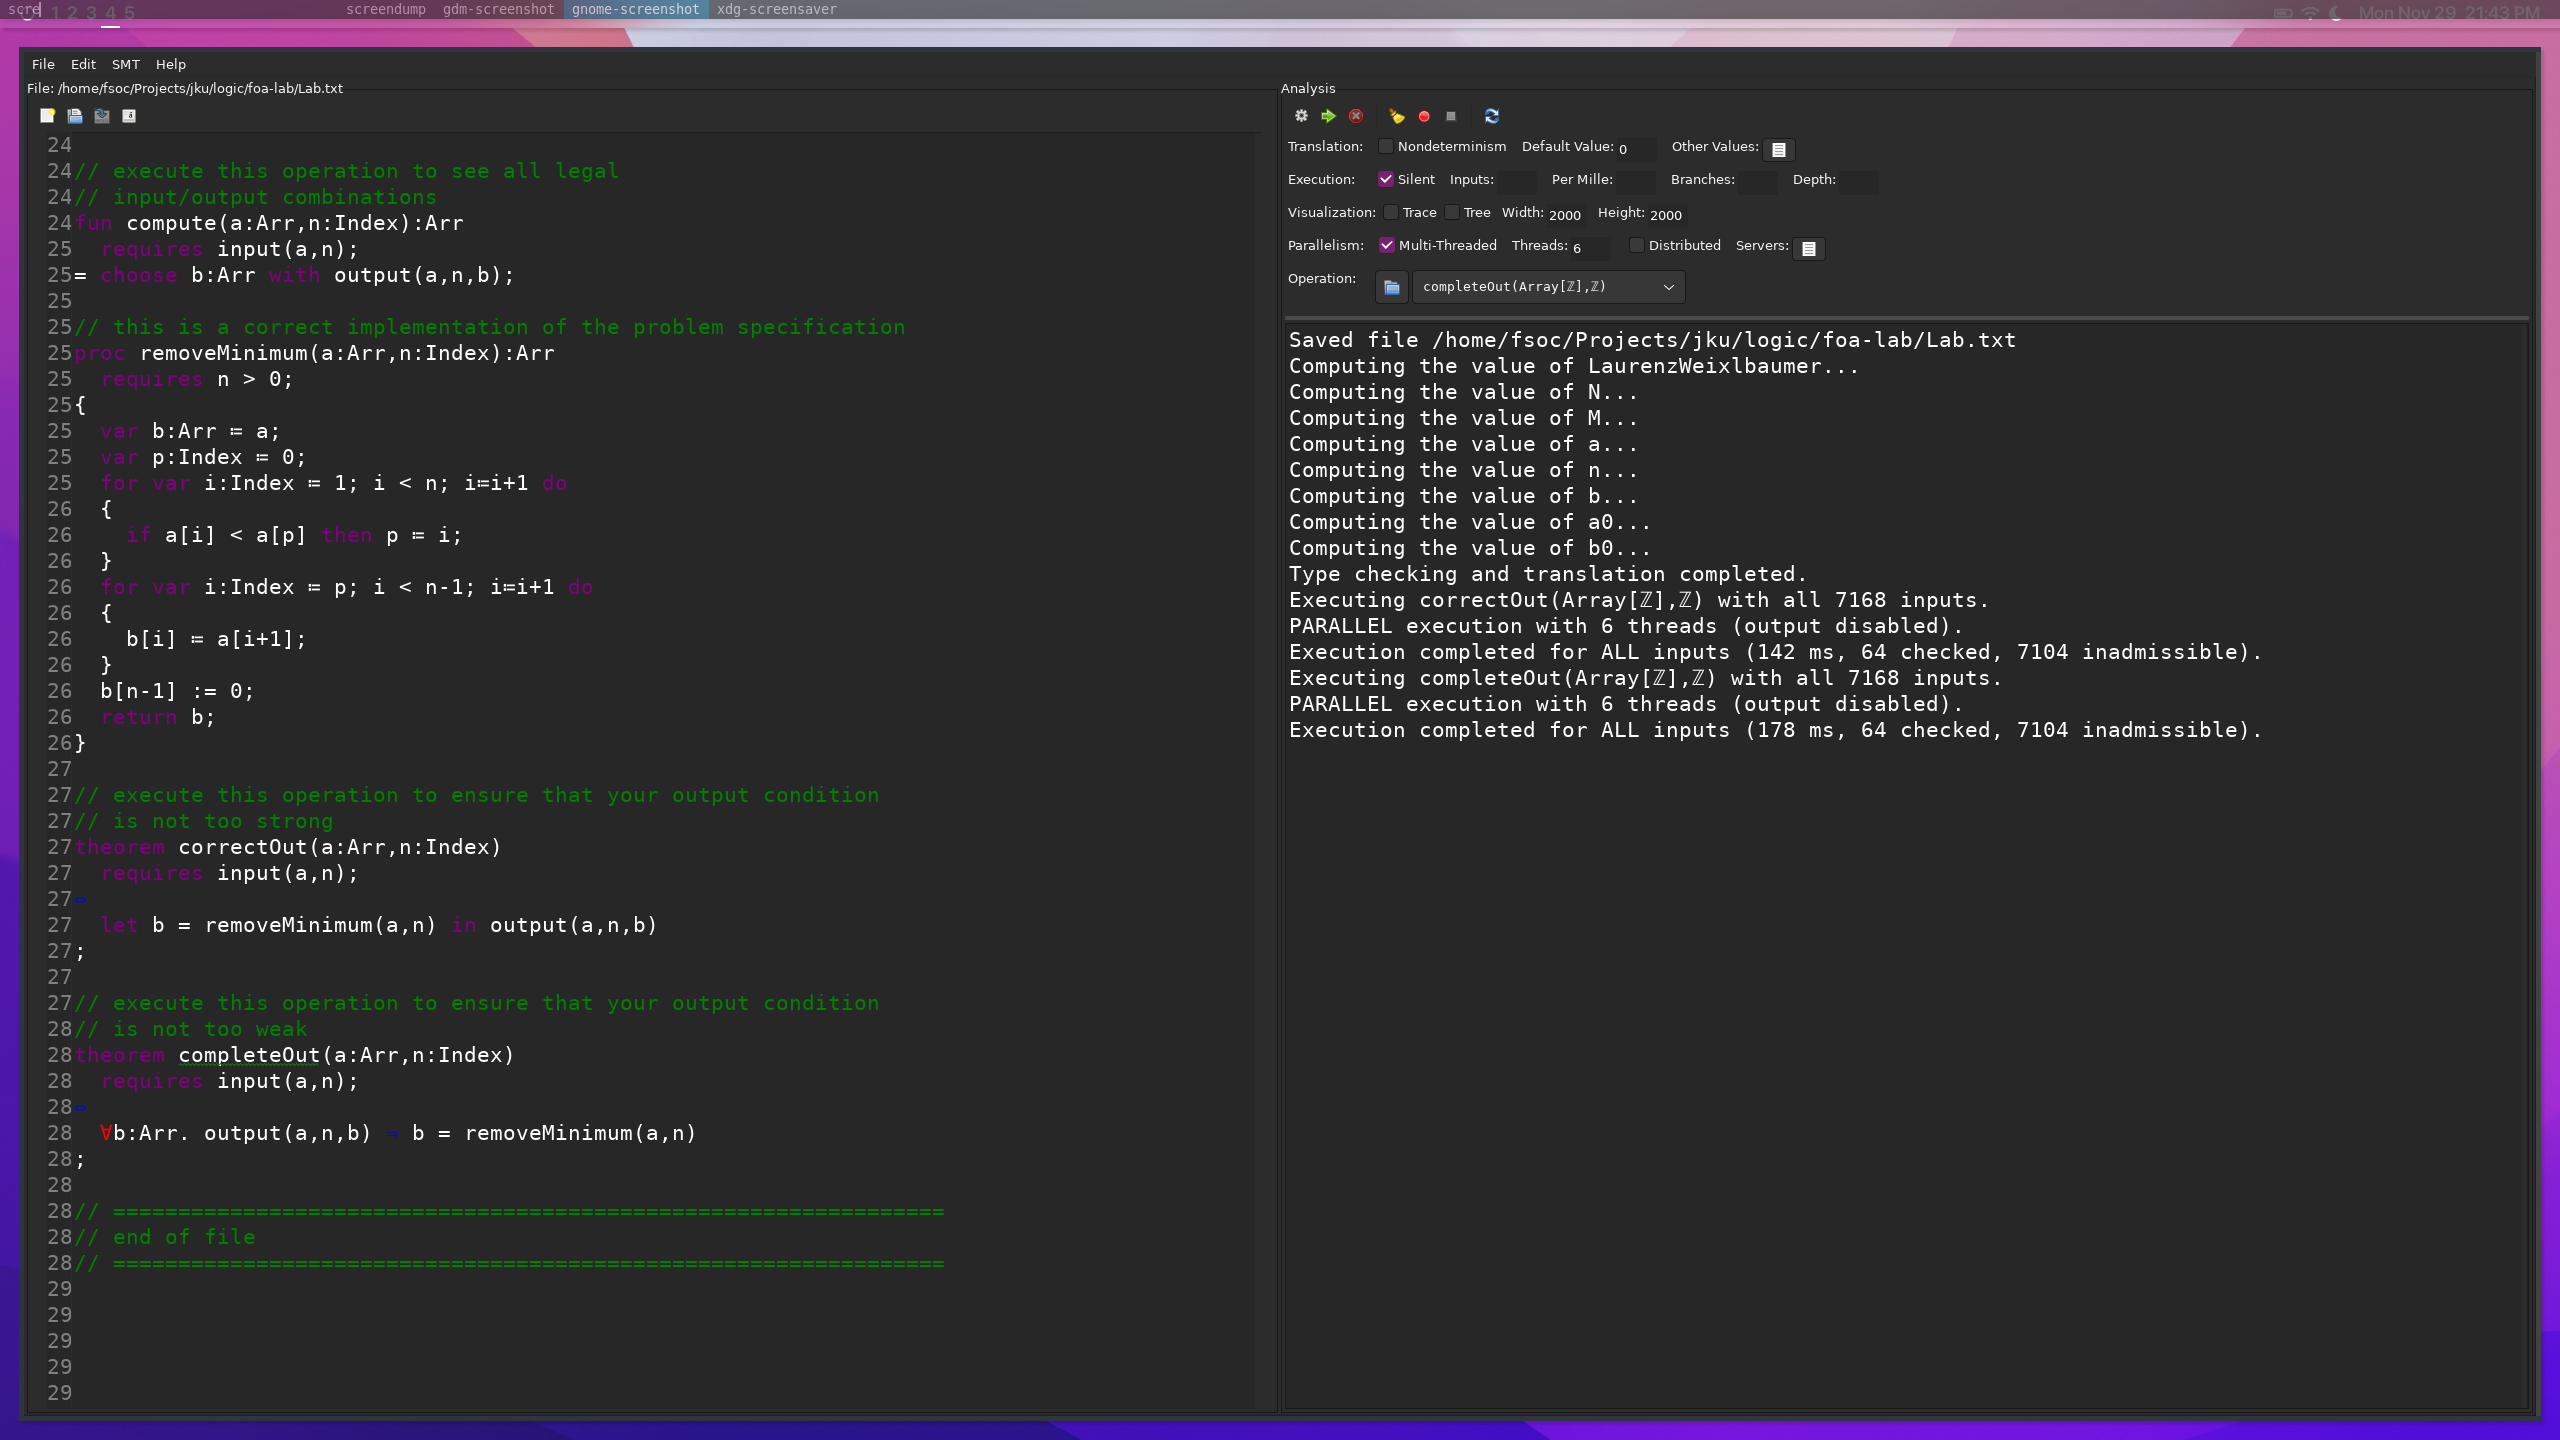 scre screendump gdm-screenshot gnome-screenshot xdg-screensaver
1 2 3 4 5
Mon Nov 29 21:43 PM
File Edit SMT Help
File: /home/fsoc/Projects/jku/logic/foa-lab/Lab.txt
24
24// execute this operation to see all legal
24// input/output combinations
24fun compute(a:Arr,n:Index):Arr
25  requires input(a,n);
25= choose b:Arr with output(a,n,b);
25
25// this is a correct implementation of the problem specification
25proc removeMinimum(a:Arr,n:Index):Arr
25  requires n > 0;
25{
25  var b:Arr ≔ a;
25  var p:Index ≔ 0;
25  for var i:Index ≔ 1; i < n; i≔i+1 do
26  {
26    if a[i] < a[p] then p ≔ i;
26  }
26  for var i:Index ≔ p; i < n-1; i≔i+1 do
26  {
26    b[i] ≔ a[i+1];
26  }
26  b[n-1] := 0;
26  return b;
26}
27
27// execute this operation to ensure that your output condition
27// is not too strong
27theorem correctOut(a:Arr,n:Index)
27  requires input(a,n);
27⇔
27  let b = removeMinimum(a,n) in output(a,n,b)
27;
27
27// execute this operation to ensure that your output condition
28// is not too weak
28theorem completeOut(a:Arr,n:Index)
28  requires input(a,n);
28⇔
28  ∀b:Arr. output(a,n,b) ⇒ b = removeMinimum(a,n)
28;
28
28// ================================================================
28// end of file
28// ================================================================
29
29
29
29
29
Analysis
Translation: Nondeterminism Default Value: 0 Other Values:
Execution: Silent Inputs: Per Mille: Branches: Depth:
Visualization: Trace Tree Width: 2000 Height: 2000
Parallelism: Multi-Threaded Threads: 6 Distributed Servers:
Operation: completeOut(Array[ℤ],ℤ)
Saved file /home/fsoc/Projects/jku/logic/foa-lab/Lab.txt
Computing the value of LaurenzWeixlbaumer...
Computing the value of N...
Computing the value of M...
Computing the value of a...
Computing the value of n...
Computing the value of b...
Computing the value of a0...
Computing the value of b0...
Type checking and translation completed.
Executing correctOut(Array[ℤ],ℤ) with all 7168 inputs.
PARALLEL execution with 6 threads (output disabled).
Execution completed for ALL inputs (142 ms, 64 checked, 7104 inadmissible).
Executing completeOut(Array[ℤ],ℤ) with all 7168 inputs.
PARALLEL execution with 6 threads (output disabled).
Execution completed for ALL inputs (178 ms, 64 checked, 7104 inadmissible).